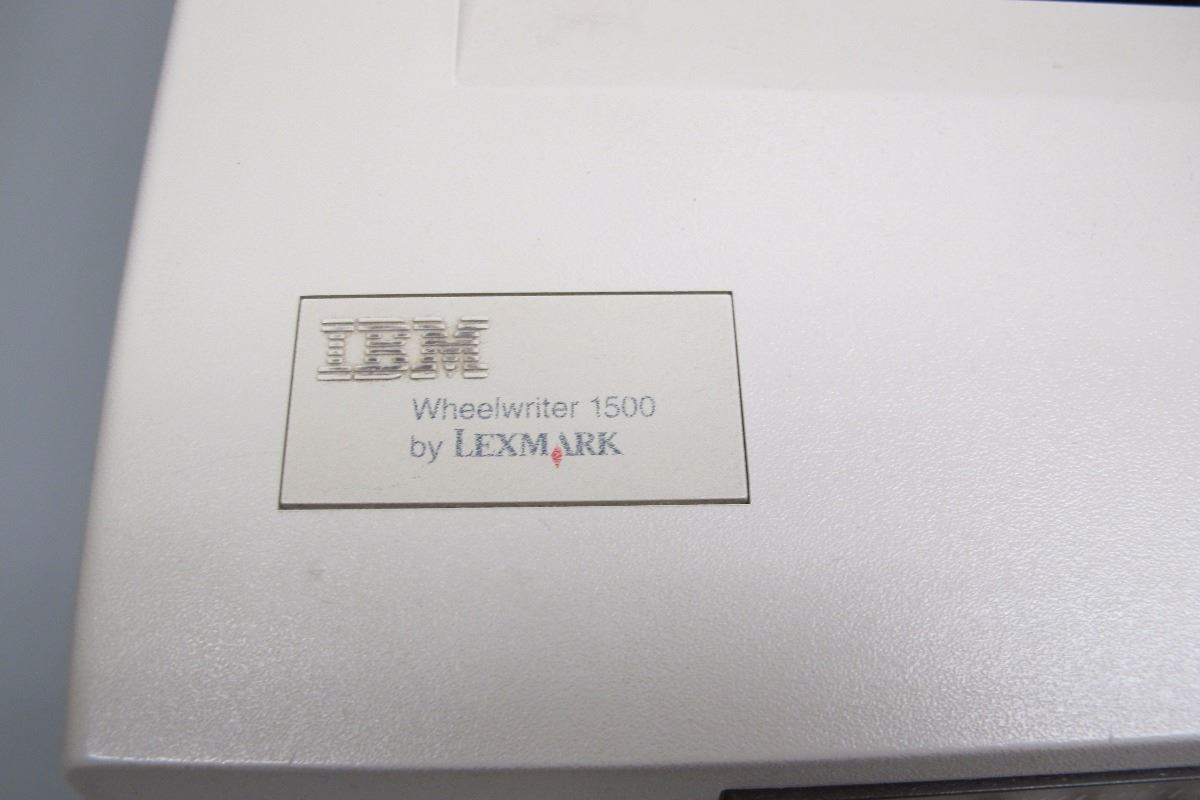 IBM
Wheelwriter 1500
by LEXMARK